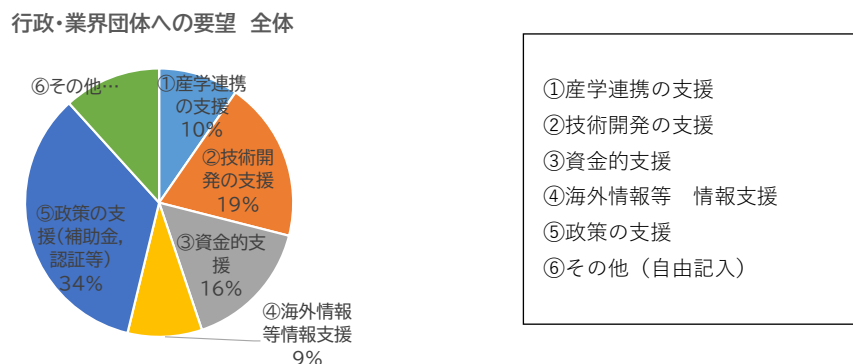 行政・業界団体への要望 全体
⑥その他…
①産学連携
の支援
10%
②技術開
発の支援
19%
③資金的支
援
16%
④海外情報
等情報支援
9%
⑤政策の支
援(補助金,
認証等)
34%
①産学連携の支援
②技術開発の支援
③資金的支援
④海外情報等　情報支援
⑤政策の支援
⑥その他（自由記入）